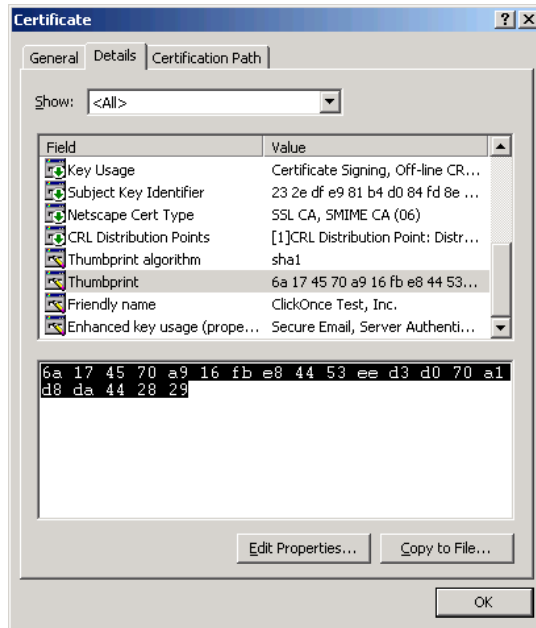 Certificate
General Details Certification Path
Show: <All>
Field Value
Key Usage Certificate Signing, Off-line CR...
Subject Key Identifier 23 2e df e9 81 b4 d0 84 fd 8e ...
Netscape Cert Type SSL CA, SMIME CA (06)
CRL Distribution Points [1]CRL Distribution Point: Distr...
Thumbprint algorithm sha1
Thumbprint 6a 17 45 70 a9 16 fb e8 44 53...
Friendly name ClickOnce Test, Inc.
Enhanced key usage (prope... Secure Email, Server Authenti...
6a 17 45 70 a9 16 fb e8 44 53 ee d3 d0 70 a1
d8 da 44 28 29
Edit Properties... Copy to File...
OK